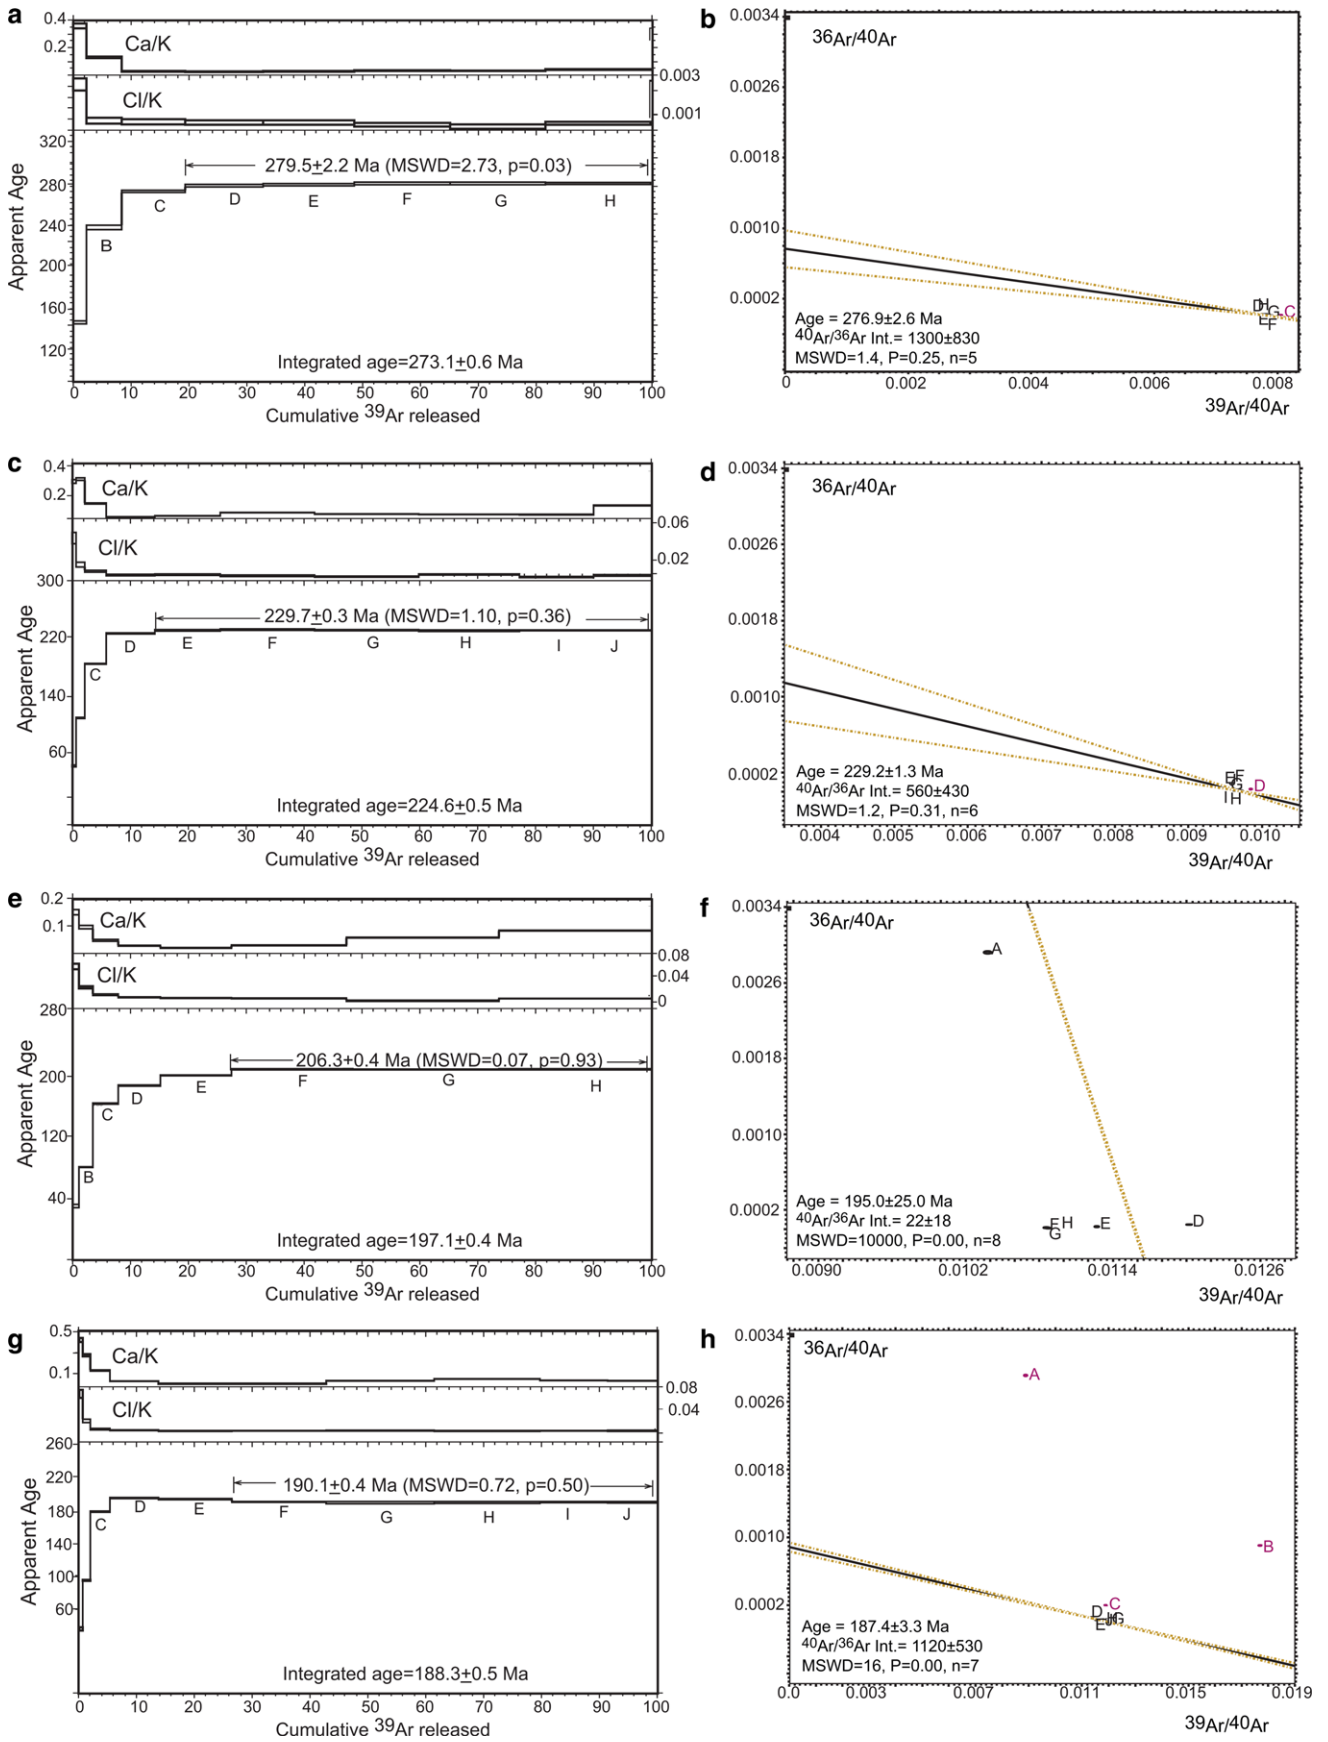 a
0.4
0.2
Ca/K
0.003
Cl/K
0.001
320
280
240
200
160
120
Apparent Age
279.5±2.2 Ma (MSWD=2.73, p=0.03)
B
C
D
E
F
G
H
Integrated age=273.1±0.6 Ma
0 10 20 30 40 50 60 70 80 90 100
Cumulative 39Ar released
b
0.0034
36Ar/40Ar
0.0026
0.0018
0.0010
0.0002
D H G C
E F
Age = 276.9±2.6 Ma
40Ar/36Ar Int.= 1300±830
MSWD=1.4, P=0.25, n=5
0 0.002 0.004 0.006 0.008
39Ar/40Ar
c
0.4
0.2
Ca/K
0.06
Cl/K
0.02
300
220
140
60
Apparent Age
229.7±0.3 Ma (MSWD=1.10, p=0.36)
C
D
E
F
G
H
I
J
Integrated age=224.6±0.5 Ma
0 10 20 30 40 50 60 70 80 90 100
Cumulative 39Ar released
d
0.0034
36Ar/40Ar
0.0026
0.0018
0.0010
0.0002
E F
G D
I H
Age = 229.2±1.3 Ma
40Ar/36Ar Int.= 560±430
MSWD=1.2, P=0.31, n=6
0.004 0.005 0.006 0.007 0.008 0.009 0.010
39Ar/40Ar
e
0.2
0.1
Ca/K
0.08
Cl/K
0.04
0
280
200
120
40
Apparent Age
206.3+0.4 Ma (MSWD=0.07, p=0.93)
B
C
D
E
F
G
H
Integrated age=197.1±0.4 Ma
0 10 20 30 40 50 60 70 80 90 100
Cumulative 39Ar released
f
0.0034
36Ar/40Ar
A
0.0026
0.0018
0.0010
0.0002
F H E D
G
Age = 195.0±25.0 Ma
40Ar/36Ar Int.= 22±18
MSWD=10000, P=0.00, n=8
0.0090 0.0102 0.0114 0.0126
39Ar/40Ar
g
0.5
Ca/K
0.1
0.08
Cl/K
0.04
260
220
180
140
100
60
Apparent Age
190.1±0.4 Ma (MSWD=0.72, p=0.50)
C
D
E
F
G
H
I
J
Integrated age=188.3±0.5 Ma
0 10 20 30 40 50 60 70 80 90 100
Cumulative 39Ar released
h
0.0034
36Ar/40Ar
A
0.0026
0.0018
0.0010
B
0.0002
C
D
E
G
Age = 187.4±3.3 Ma
40Ar/36Ar Int.= 1120±530
MSWD=16, P=0.00, n=7
0.0 0.003 0.007 0.011 0.015 0.019
39Ar/40Ar